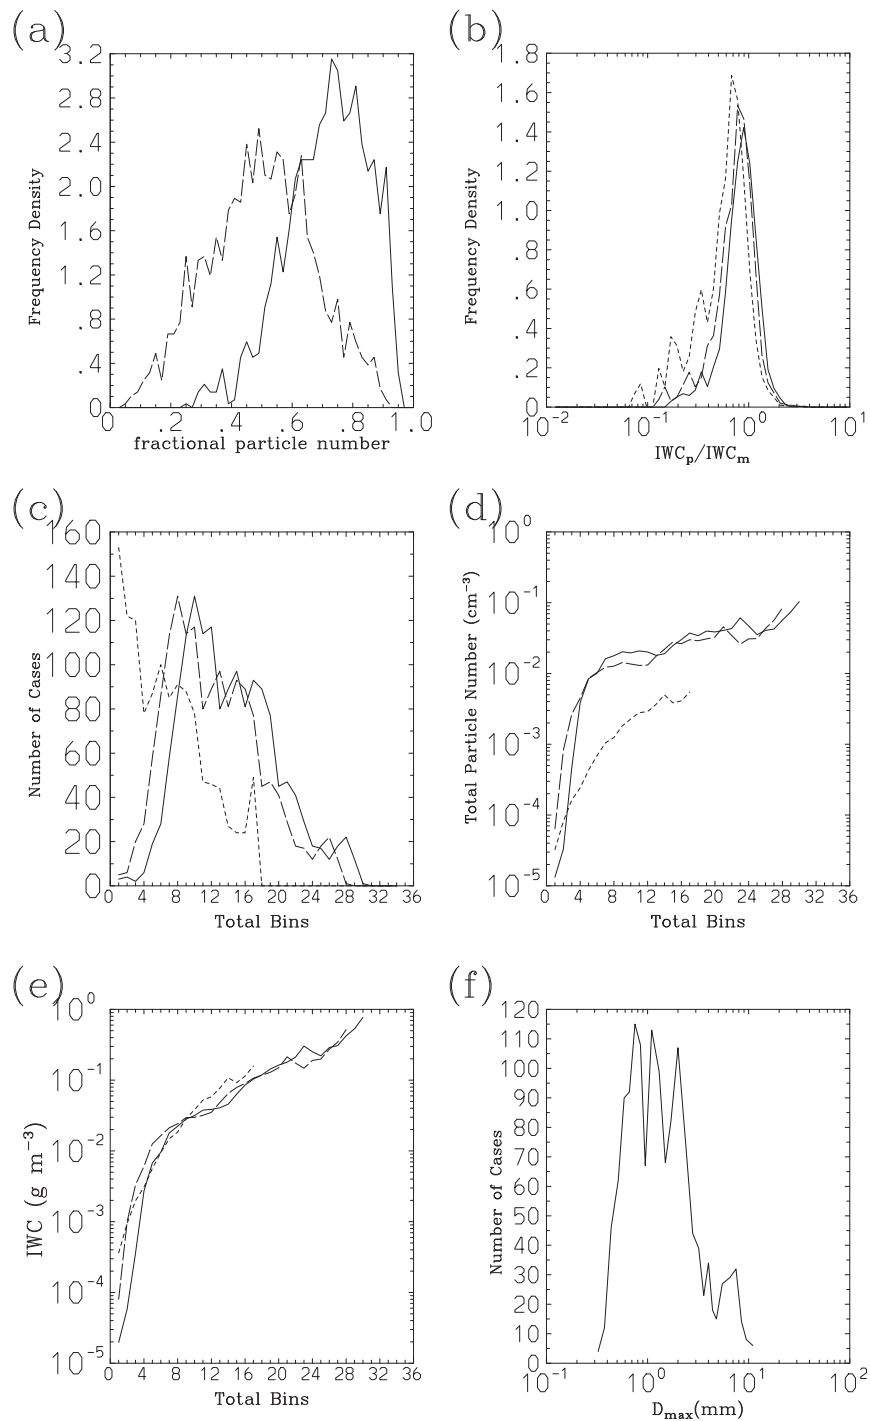 (a)
3.2
2.8
2.4
2.0
1.6
1.2
.8
.4
0
0 .2 .4 .6 .8 1.0
Frequency Density
fractional particle number
(b)
1.8
1.6
1.4
1.2
1.0
.8
.6
.4
.2
0
10⁻² 10⁻¹ 10⁰ 10¹
Frequency Density
IWCₚ/IWCₘ
(c)
160
140
120
100
80
60
40
20
0
0 4 8 12 16 20 24 28 32 36
Number of Cases
Total Bins
(d)
10⁰
10⁻¹
10⁻²
10⁻³
10⁻⁴
10⁻⁵
0 4 8 12 16 20 24 28 32 36
Total Particle Number (cm⁻³)
Total Bins
(e)
10⁰
10⁻¹
10⁻²
10⁻³
10⁻⁴
10⁻⁵
0 4 8 12 16 20 24 28 32 36
IWC (g m⁻³)
Total Bins
(f)
120
110
100
90
80
70
60
50
40
30
20
10
0
10⁻¹ 10⁰ 10¹ 10²
Number of Cases
Dmax(mm)